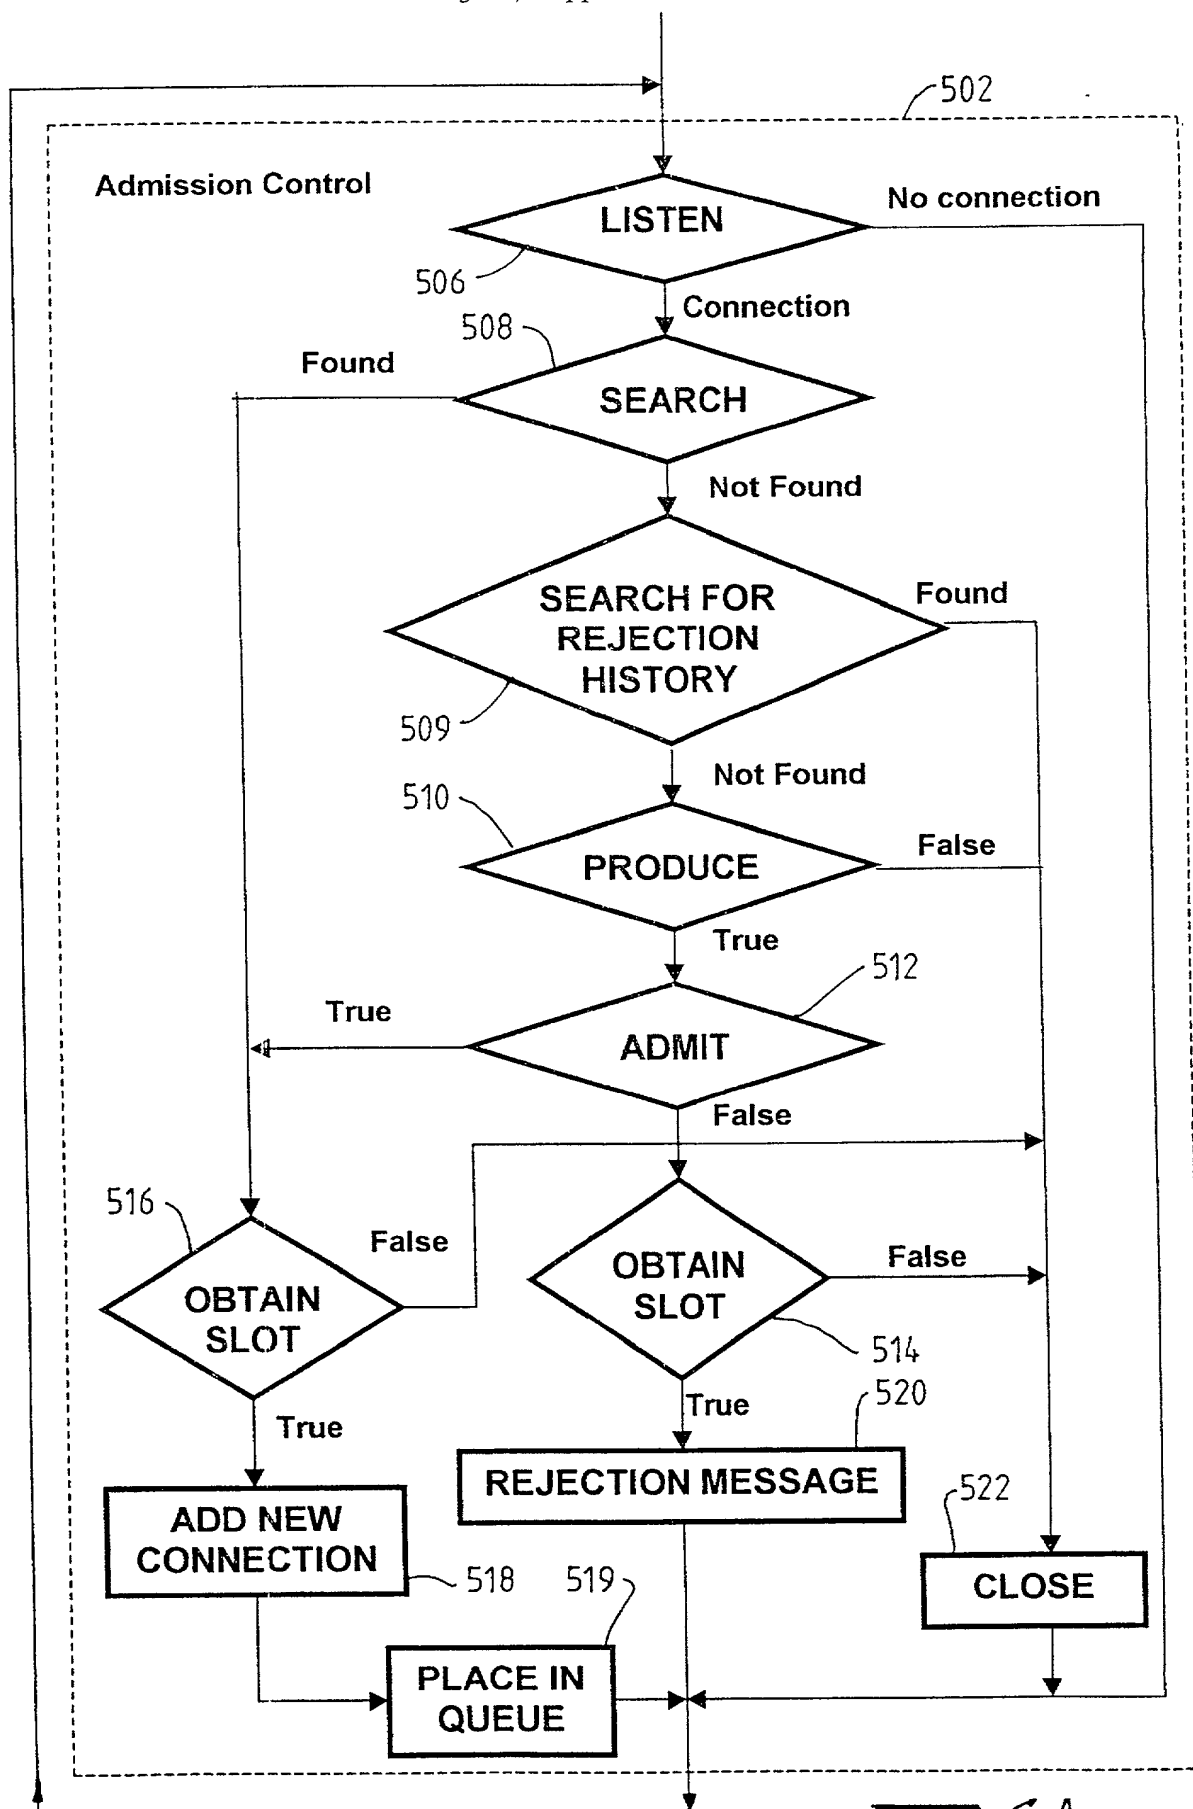 502
Admission Control
LISTEN
No connection
506
Connection
508
Found
SEARCH
Not Found
SEARCH FOR
REJECTION
HISTORY
Found
509
Not Found
510
PRODUCE
False
True
512
True
ADMIT
False
516
False
OBTAIN
SLOT
OBTAIN
SLOT
False
514
True
True
520
REJECTION MESSAGE
ADD NEW
CONNECTION
518
519
522
CLOSE
PLACE IN
QUEUE